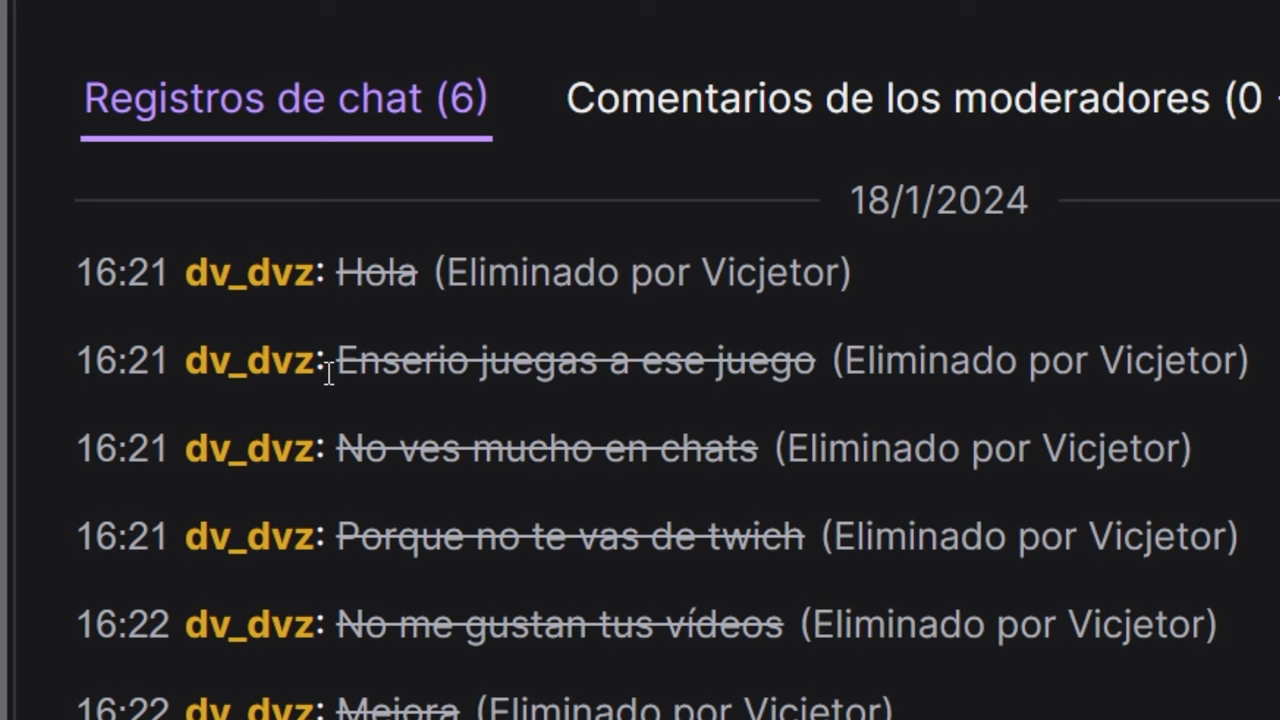 Registros de chat (6) Comentarios de los moderadores (0
18/1/2024
16:21 dv_dvz: Hola (Eliminado por Vicjetor)
16:21 dv_dvz: Enserio juegas a ese juego (Eliminado por Vicjetor)
16:21 dv_dvz: No ves mucho en chats (Eliminado por Vicjetor)
16:21 dv_dvz: Porque no te vas de twich (Eliminado por Vicjetor)
16:22 dv_dvz: No me gustan tus vídeos (Eliminado por Vicjetor)
16:22 dv_dvz: Mejora (Eliminado por Vicjetor)